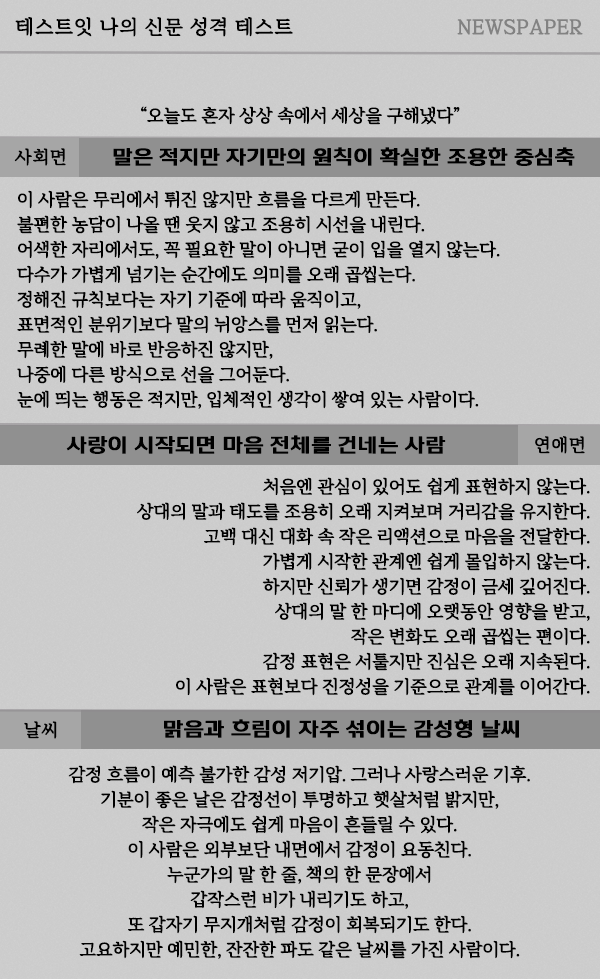 테스트잇 나의 신문 성격 테스트
NEWSPAPER
“오늘도 혼자 상상 속에서 세상을 구해냈다”
사회면
말은 적지만 자기만의 원칙이 확실한 조용한 중심축
이 사람은 무리에서 튀진 않지만 흐름을 다르게 만든다.
불편한 농담이 나올 땐 웃지 않고 조용히 시선을 내린다.
어색한 자리에서도, 꼭 필요한 말이 아니면 굳이 입을 열지 않는다.
다수가 가볍게 넘기는 순간에도 의미를 오래 곱씹는다.
정해진 규칙보다는 자기 기준에 따라 움직이고,
표면적인 분위기보다 말의 뉘앙스를 먼저 읽는다.
무례한 말에 바로 반응하진 않지만,
나중에 다른 방식으로 선을 그어둔다.
눈에 띄는 행동은 적지만, 입체적인 생각이 쌓여 있는 사람이다.
사랑이 시작되면 마음 전체를 건네는 사람
연애면
처음엔 관심이 있어도 쉽게 표현하지 않는다.
상대의 말과 태도를 조용히 오래 지켜보며 거리감을 유지한다.
고백 대신 대화 속 작은 리액션으로 마음을 전달한다.
가볍게 시작한 관계엔 쉽게 몰입하지 않는다.
하지만 신뢰가 생기면 감정이 금세 깊어진다.
상대의 말 한 마디에 오랫동안 영향을 받고,
작은 변화도 오래 곱씹는 편이다.
감정 표현은 서툴지만 진심은 오래 지속된다.
이 사람은 표현보다 진정성을 기준으로 관계를 이어간다.
날씨
맑음과 흐림이 자주 섞이는 감성형 날씨
감정 흐름이 예측 불가한 감성 저기압. 그러나 사랑스러운 기후.
기분이 좋은 날은 감정선이 투명하고 햇살처럼 밝지만,
작은 자극에도 쉽게 마음이 흔들릴 수 있다.
이 사람은 외부보단 내면에서 감정이 요동친다.
누군가의 말 한 줄, 책의 한 문장에서
갑작스런 비가 내리기도 하고,
또 갑자기 무지개처럼 감정이 회복되기도 한다.
고요하지만 예민한, 잔잔한 파도 같은 날씨를 가진 사람이다.